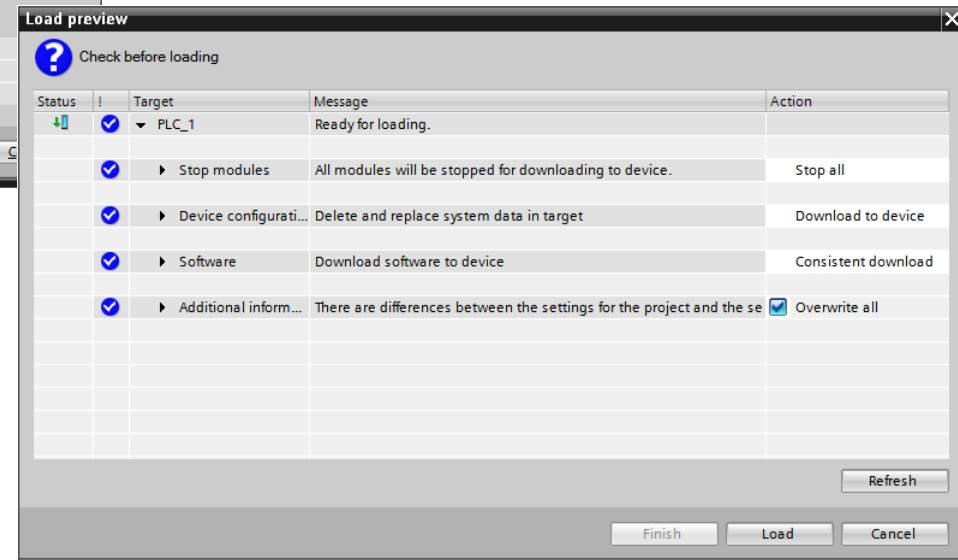 Load preview
Check before loading
Status ! Target Message Action
PLC_1 Ready for loading.
Stop modules All modules will be stopped for downloading to device. Stop all
Device configurati... Delete and replace system data in target Download to device
Software Download software to device Consistent download
Additional inform... There are differences between the settings for the project and the se Overwrite all
Refresh
Finish Load Cancel